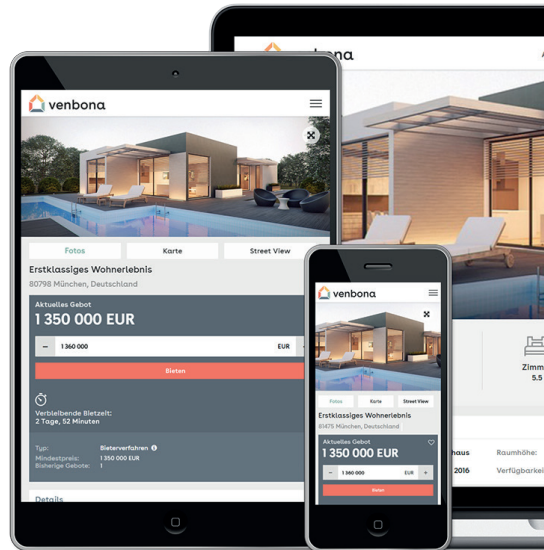 venbona
Fotos
Karte
Street View
Erstklassiges Wohnerlebnis
80798 München, Deutschland
Aktuelles Gebot
1 350 000 EUR
– 1 360 000 EUR +
Bieten
Verbleibende Bietzeit:
2 Tage, 52 Minuten
Typ: Bieterverfahren
Mindestpreis: 1 350 000 EUR
Bisherige Gebote: 1
Details
venbona
Fotos
Karte
Street View
Erstklassiges Wohnerlebnis
81475 München, Deutschland
Aktuelles Gebot
1 350 000 EUR
– 1 360 000 EUR +
Bieten
na
A
Zimm
5.5
haus
Raumhöhe:
2016
Verfügbarkei